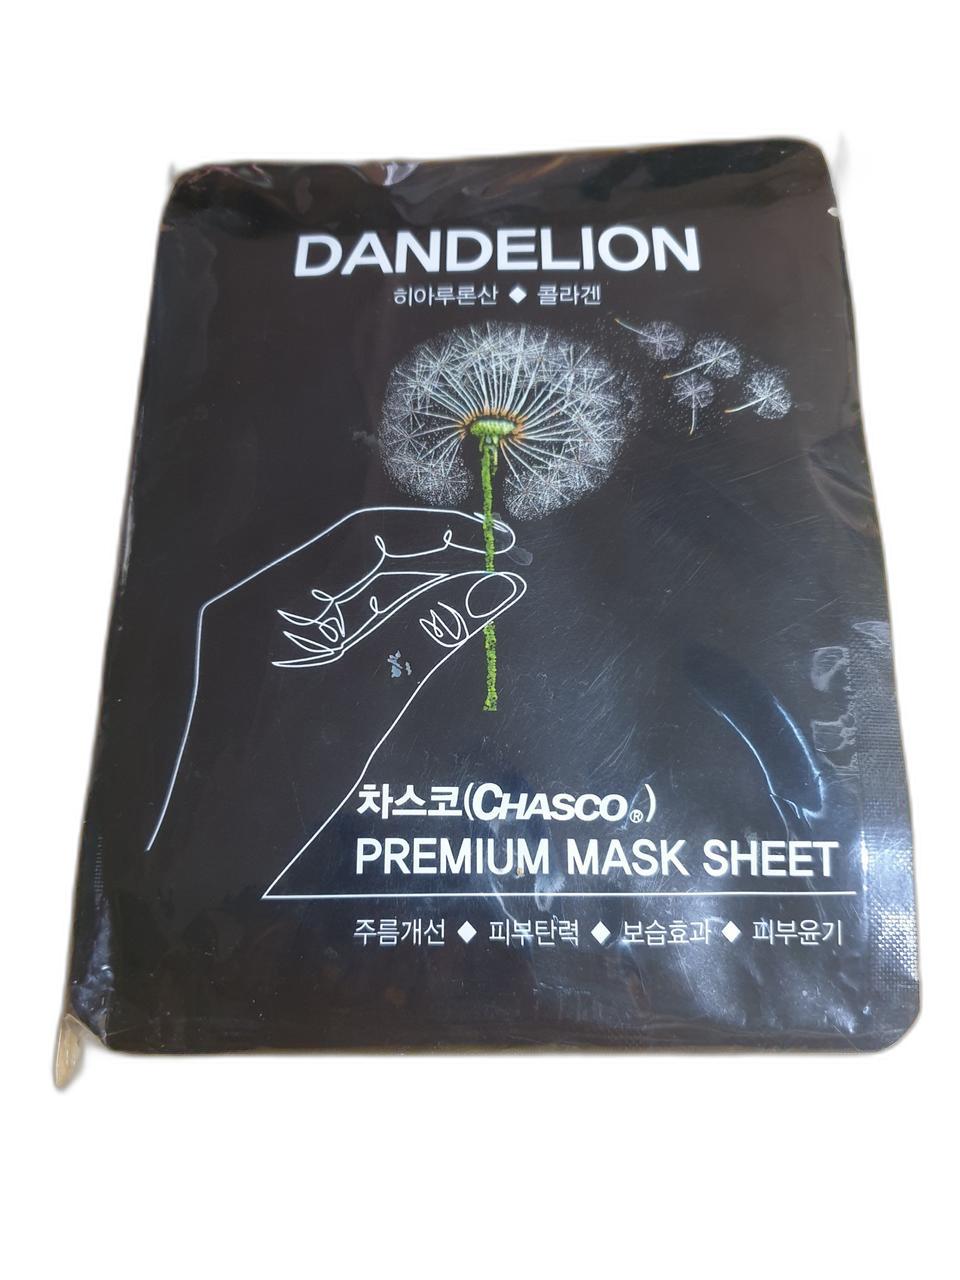 DANDELION
히아루론산 ◆ 콜라겐
차스코(CHASCO®)
PREMIUM MASK SHEET
주름개선 ◆ 피부탄력 ◆ 보습효과 ◆ 피부윤기